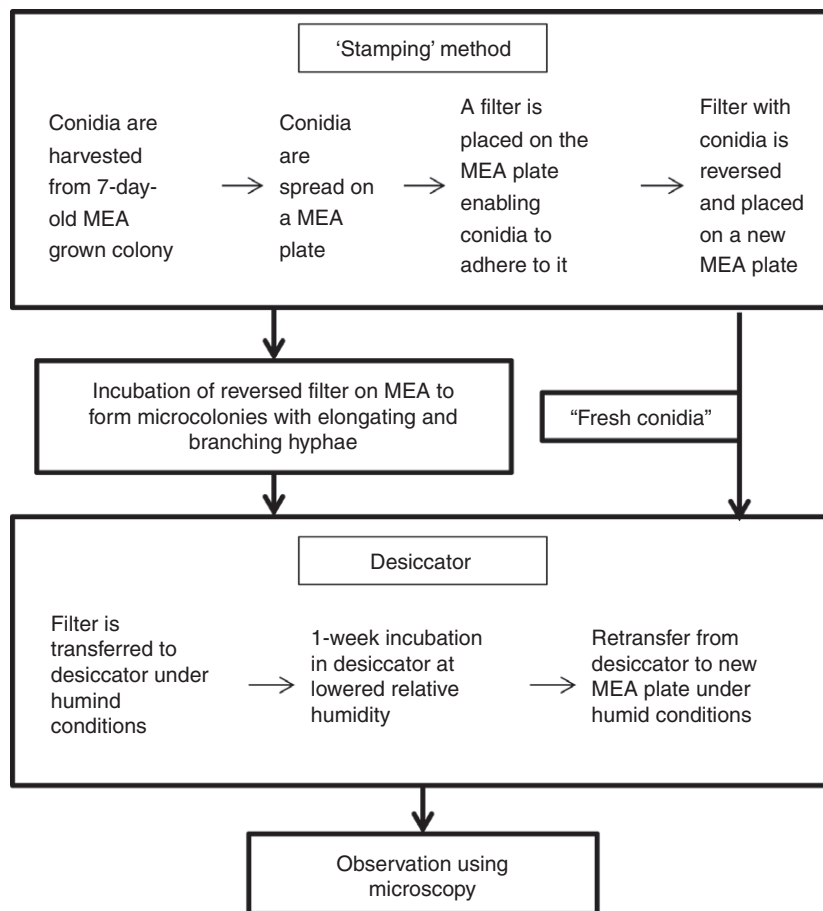 ‘Stamping’ method
Conidia are
harvested
from 7-day-
old MEA
grown colony
Conidia
are
spread on
a MEA
plate
A filter is
placed on the
MEA plate
enabling
conidia to
adhere to it
Filter with
conidia is
reversed
and placed
on a new
MEA plate
Incubation of reversed filter on MEA to
form microcolonies with elongating and
branching hyphae
“Fresh conidia”
Desiccator
Filter is
transferred to
desiccator under
humind
conditions
1-week incubation
in desiccator at
lowered relative
humidity
Retransfer from
desiccator to new
MEA plate under
humid conditions
Observation using
microscopy